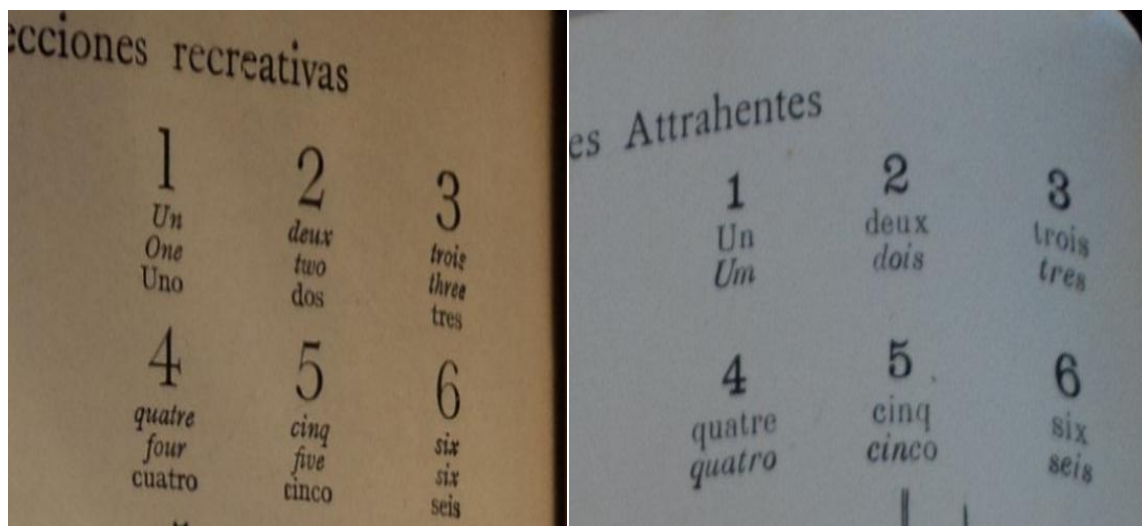 ecciones recreativas
1 2 3
Un deux trois
One two three
Uno dos tres
4 5 6
quatre cinq six
four five six
cuatro cinco seis
es Attrahentes
1 2 3
Un deux trois
Um dois tres
4 5 6
quatre cinq six
quatro cinco seis